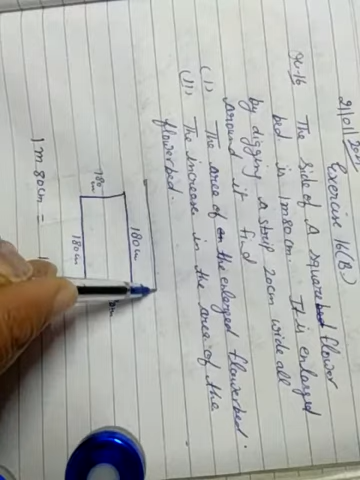 21/01/2021
Exercise 16(B)
Q-16 The side of A square flower
bed is 1m 80cm. It is enlarged
by digging a strip 20cm wide all
around it find
(I) The area of the enlarged flowerbed.
(II) The increase in the area of the
flowerbed.
180cm
180cm
1m 80cm =